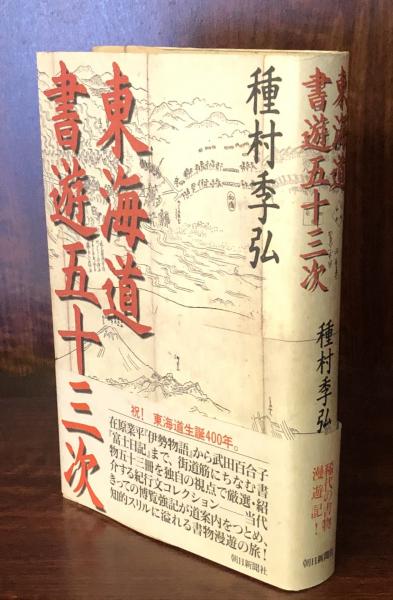 東海道
書遊五十三次
種村季弘
祝！東海道生誕400年。
在原業平『伊勢物語』から武田百合子
『富士日記』まで、街道筋にちなむ書
物五十三冊を独自の視点で厳選・紹
介する紀行文コレクション――当代
きっての博覧強記が道案内をつとめ、
知的スリルに溢れる書物漫遊の旅！
朝日新聞社
東海道
書遊五十三次
種村季弘
稀代の書物
漫遊記！
朝日新聞社